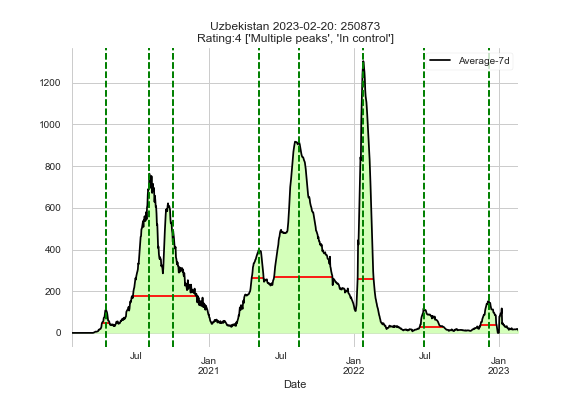 Uzbekistan 2023-02-20: 250873
Rating:4 ['Multiple peaks', 'In control']
Average-7d
1200
1000
800
600
400
200
0
Jul
Jan
2021
Jul
Jan
2022
Jul
Jan
2023
Date